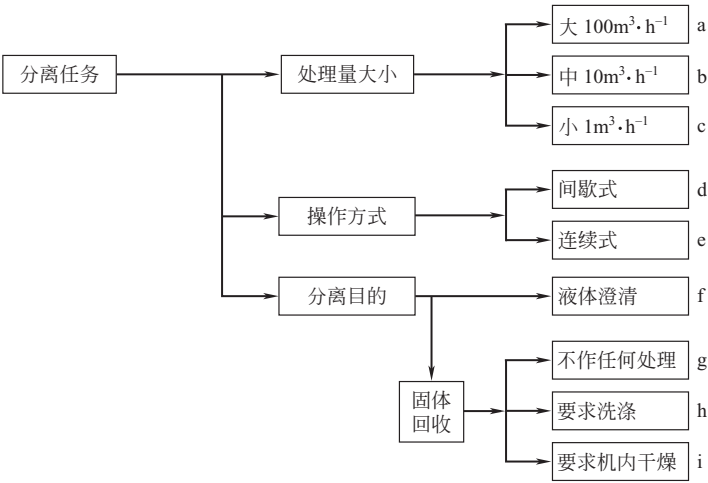 分离任务
处理量大小
大 100m³·h⁻¹ a
中 10m³·h⁻¹ b
小 1m³·h⁻¹ c
操作方式
间歇式 d
连续式 e
分离目的
液体澄清 f
固体
回收
不作任何处理 g
要求洗涤 h
要求机内干燥 i